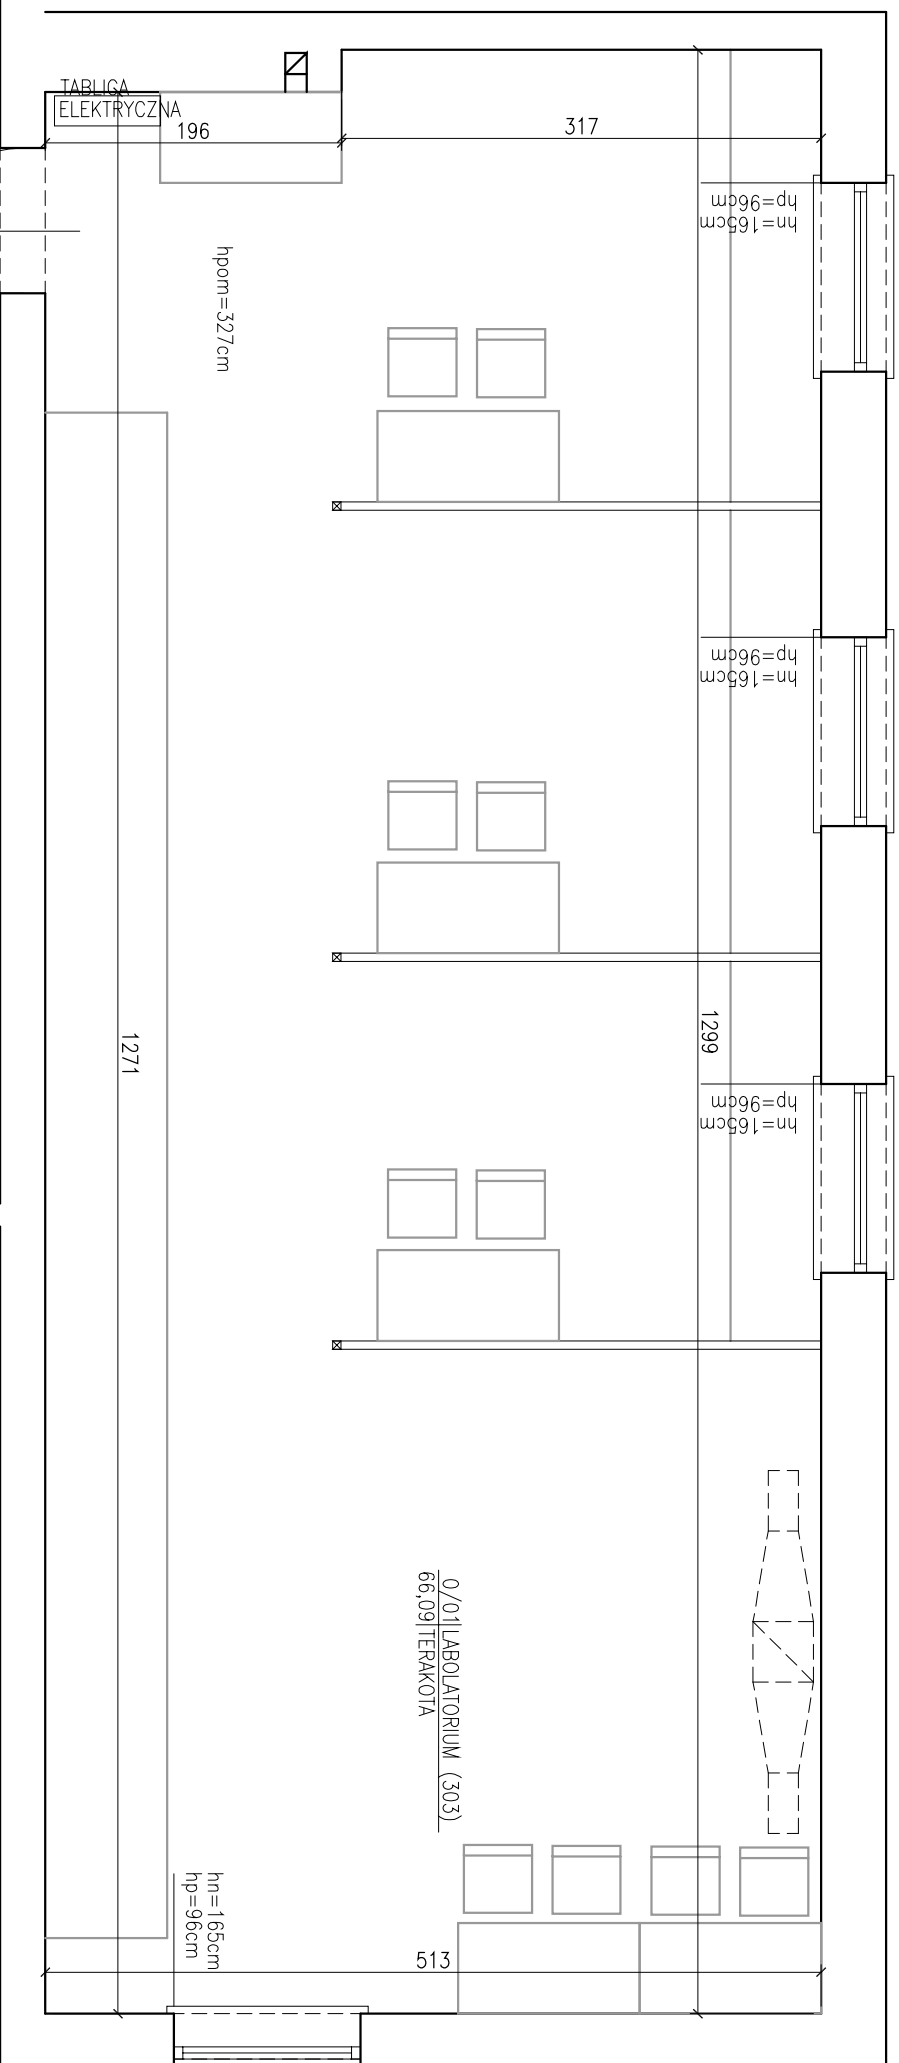 TABLICA
ELEKTRYCZNA
196
317
hp=96cm
hn=165cm
hpom=327cm
hp=96cm
hn=165cm
1271
1299
hp=96cm
hn=165cm
0/01 LABOLATORIUM (303)
66,09 TERAKOTA
hn=165cm
hp=96cm
513